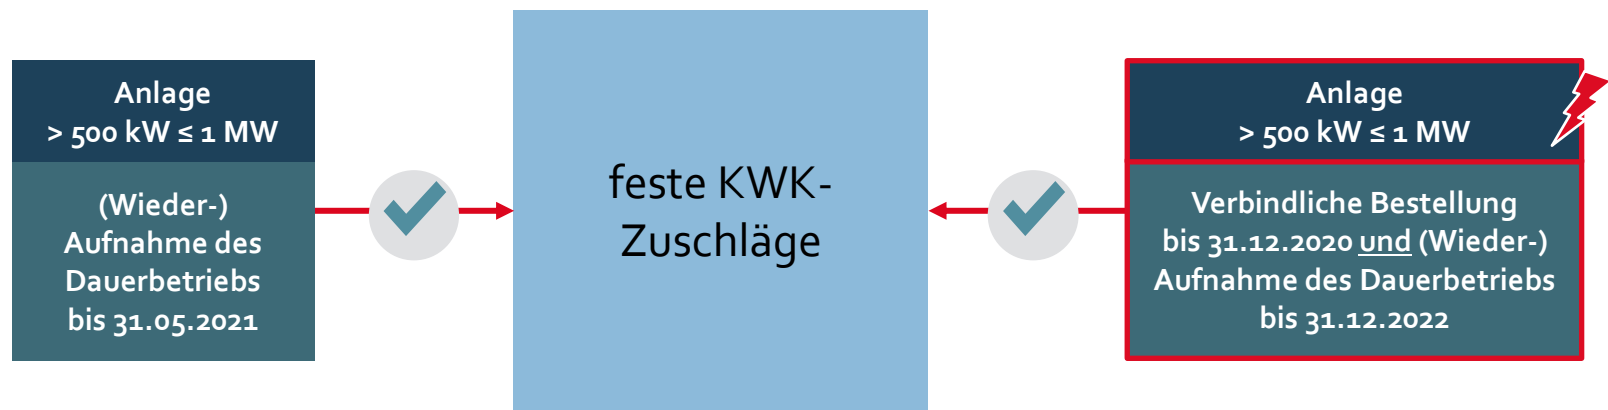 Anlage
> 500 kW ≤ 1 MW
(Wieder-)
Aufnahme des
Dauerbetriebs
bis 31.05.2021
feste KWK-
Zuschläge
Anlage
> 500 kW ≤ 1 MW
Verbindliche Bestellung
bis 31.12.2020 und (Wieder-)
Aufnahme des Dauerbetriebs
bis 31.12.2022